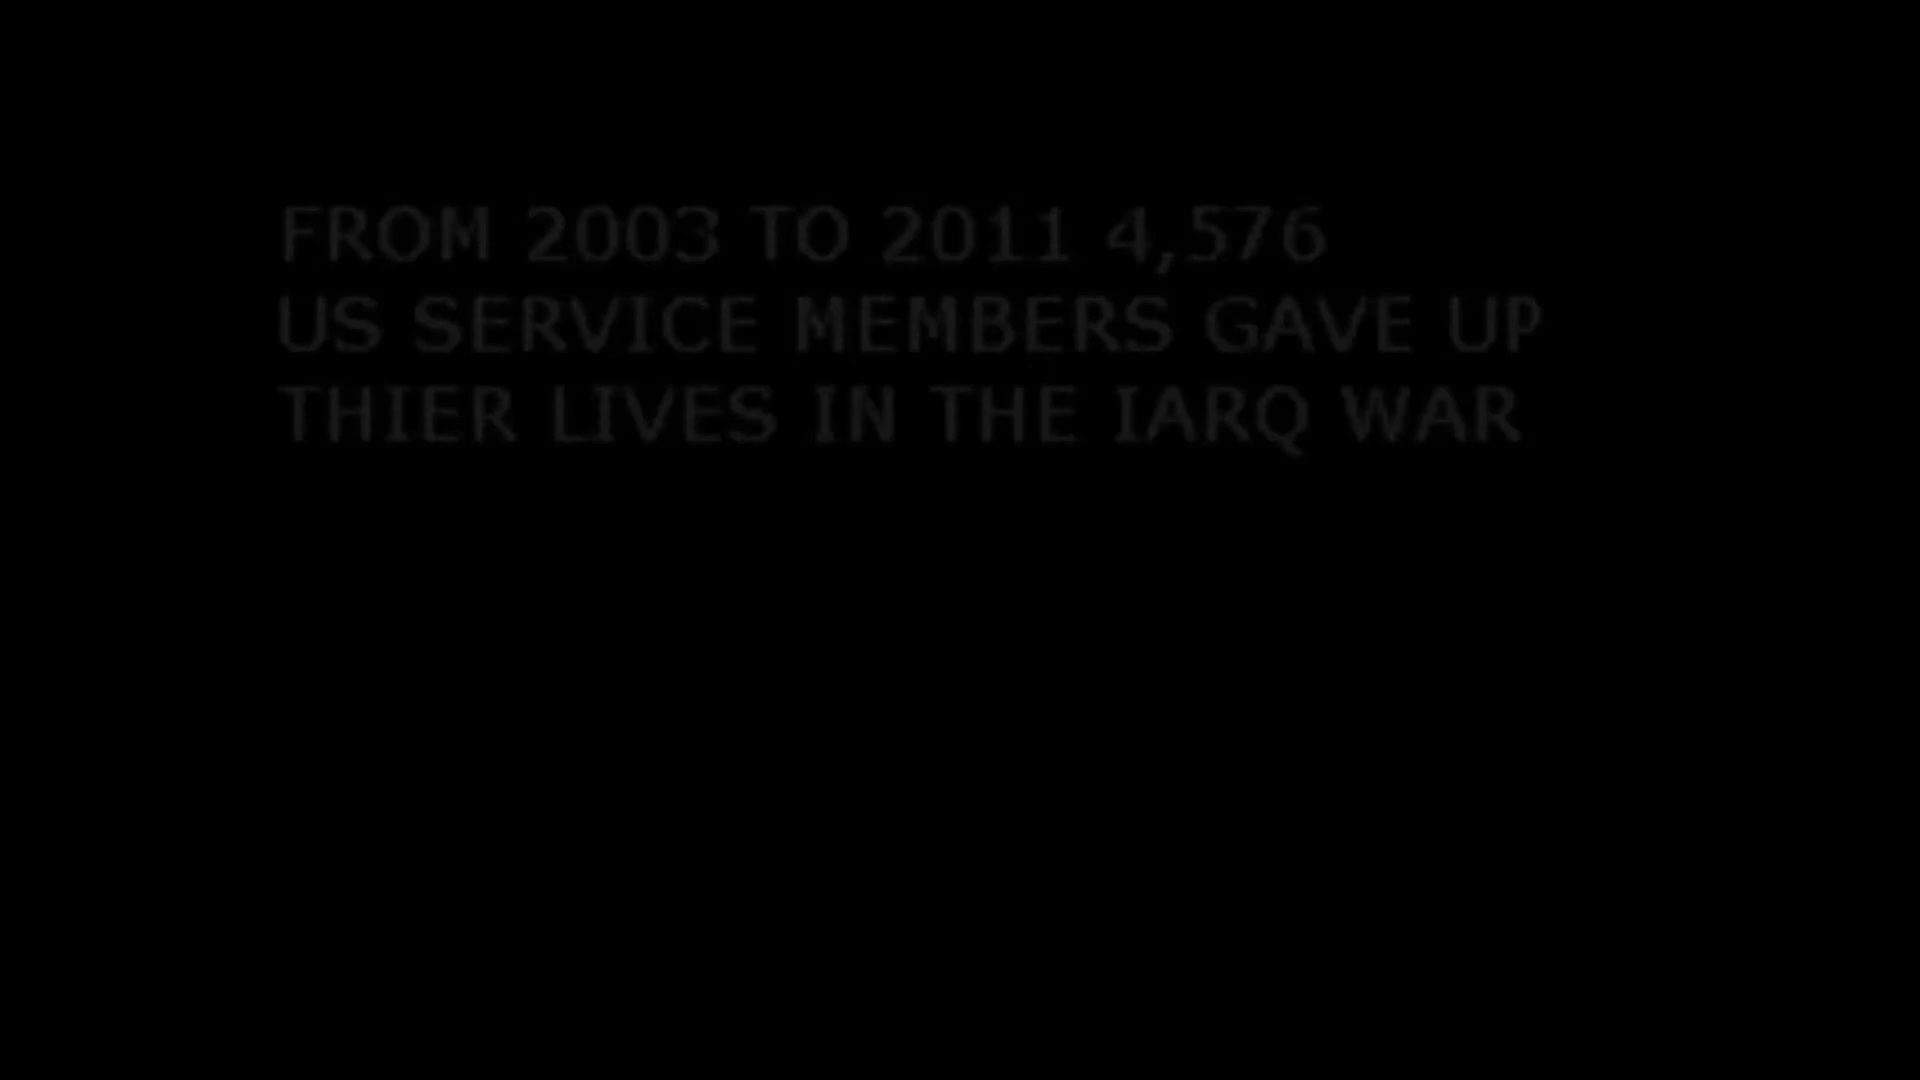 FROM 2003 TO 2011 4,576
US SERVICE MEMBERS GAVE UP
THIER LIVES IN THE IARQ WAR